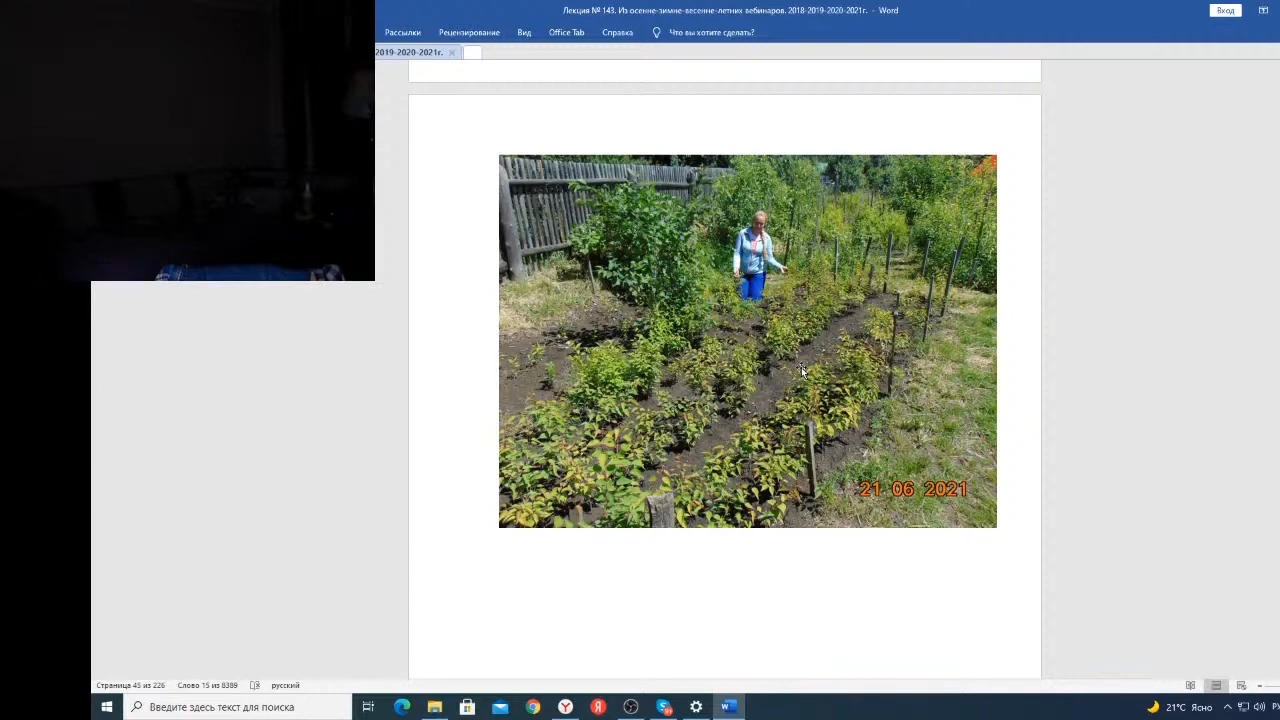 Лекция № 143. Из осенне-зимне-весенне-летних вебинаров. 2018-2019-2020-2021г. - Word
Вход
Рассылки Рецензирование Вид Office Tab Справка Что вы хотите сделать?
2019-2020-2021г.
21 06 2021
Страница 45 из 226 Слово 15 из 8389 русский
Введите здесь текст для поиска
21°C Ясно